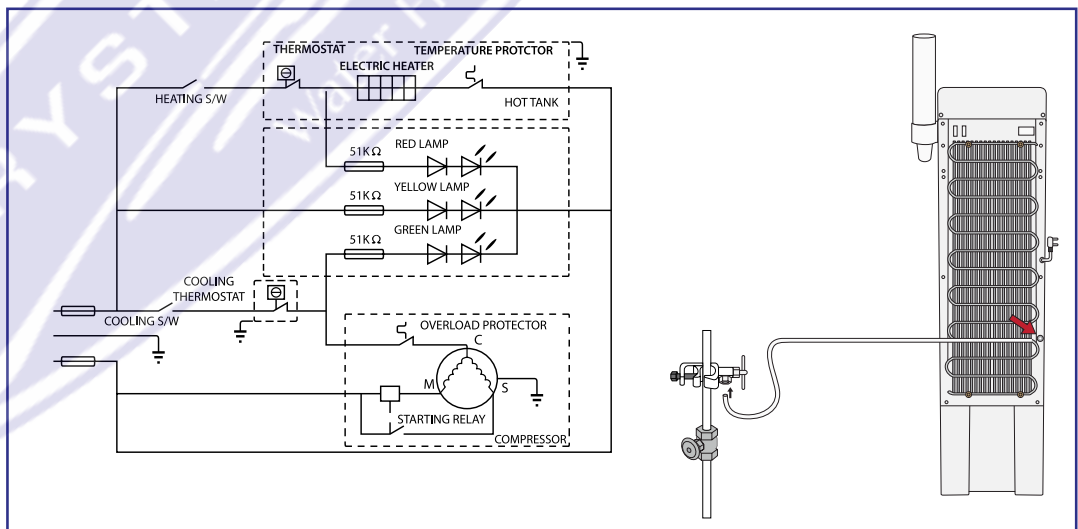 THERMOSTAT
TEMPERATURE PROTCTOR
ELECTRIC HEATER
HEATING S/W
HOT TANK
RED LAMP
51KΩ
YELLOW LAMP
51KΩ
GREEN LAMP
51KΩ
COOLING
THERMOSTAT
COOLING S/W
OVERLOAD PROTECTOR
C
M
S
STARTING RELAY
COMPRESSOR